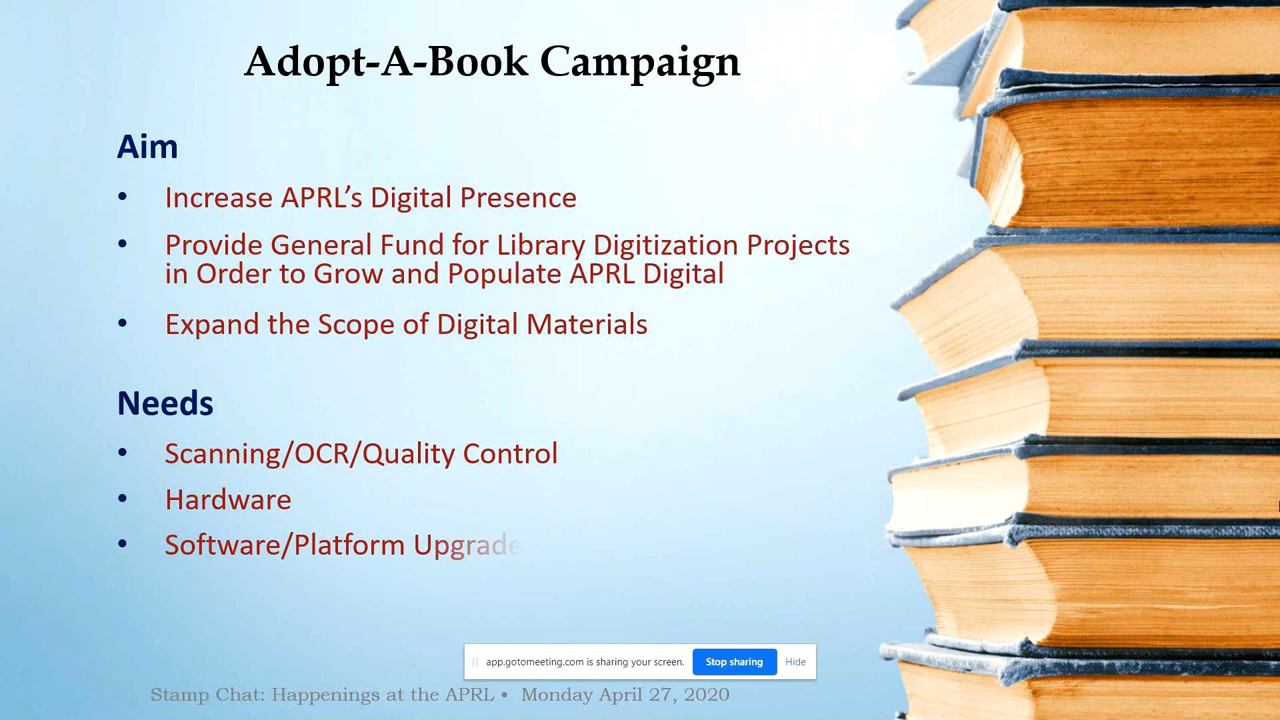 Adopt-A-Book Campaign
Aim
• Increase APRL’s Digital Presence
• Provide General Fund for Library Digitization Projects
in Order to Grow and Populate APRL Digital
• Expand the Scope of Digital Materials
Needs
• Scanning/OCR/Quality Control
• Hardware
• Software/Platform Upgrade
app.gotomeeting.com is sharing your screen. Stop sharing Hide
Stamp Chat: Happenings at the APRL • Monday April 27, 2020